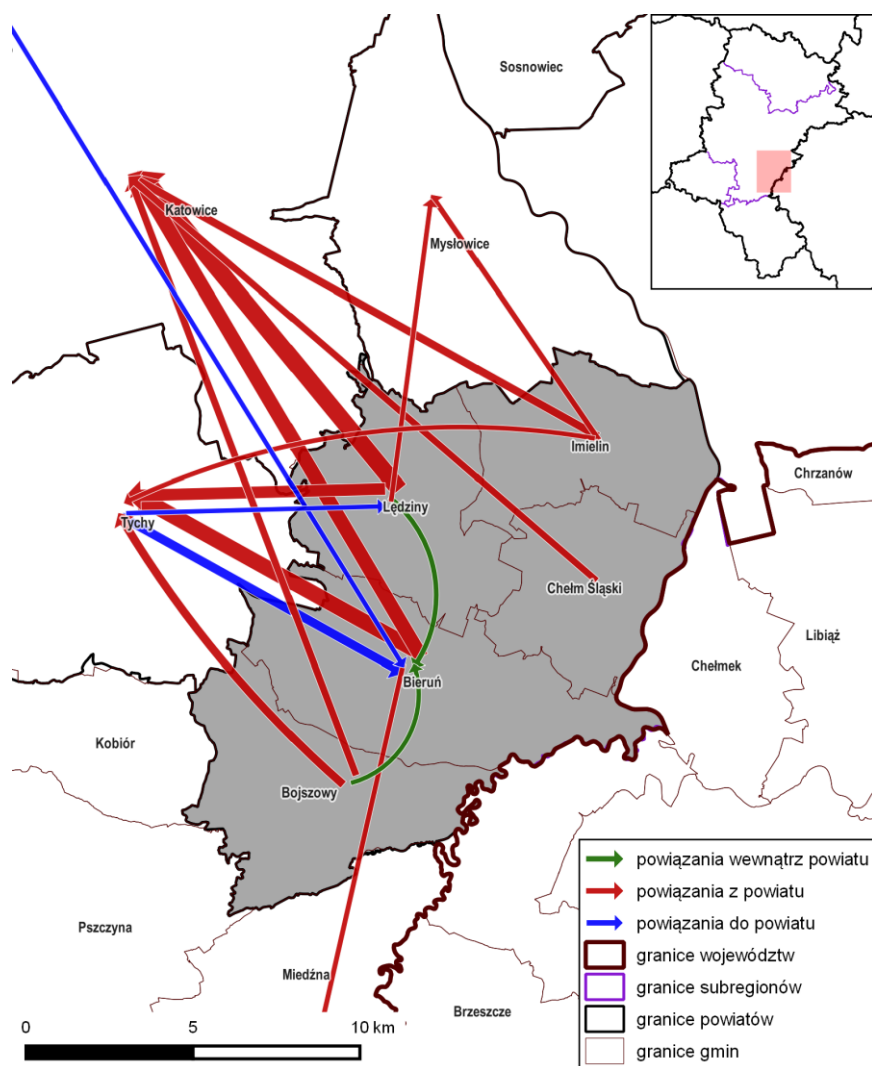 Sosnowiec
Katowice
Mysłowice
Imielin
Chrzanów
Lędziny
Tychy
Chełm Śląski
Libiąż
Chełmek
Bieruń
Kobiór
Bojszowy
Pszczyna
Miedźna
Brzeszcze
powiązania wewnątrz powiatu
powiązania z powiatu
powiązania do powiatu
granice województw
granice subregionów
granice powiatów
granice gmin
0 5 10 km